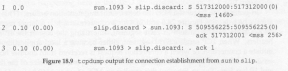 1 0.0 sun.1093 > slip.discard: S 517312000:517312000(0)
<mss 1460>
2 0.10 (0.00) slip.discard > sun.1093: S 509556225:509556225(0)
ack 517312001 <mss 256>
3 0.10 (0.00) sun.1093 > slip.discard: . ack 1
Figure 18.9 tcpdump output for connection establishment from sun to slip.